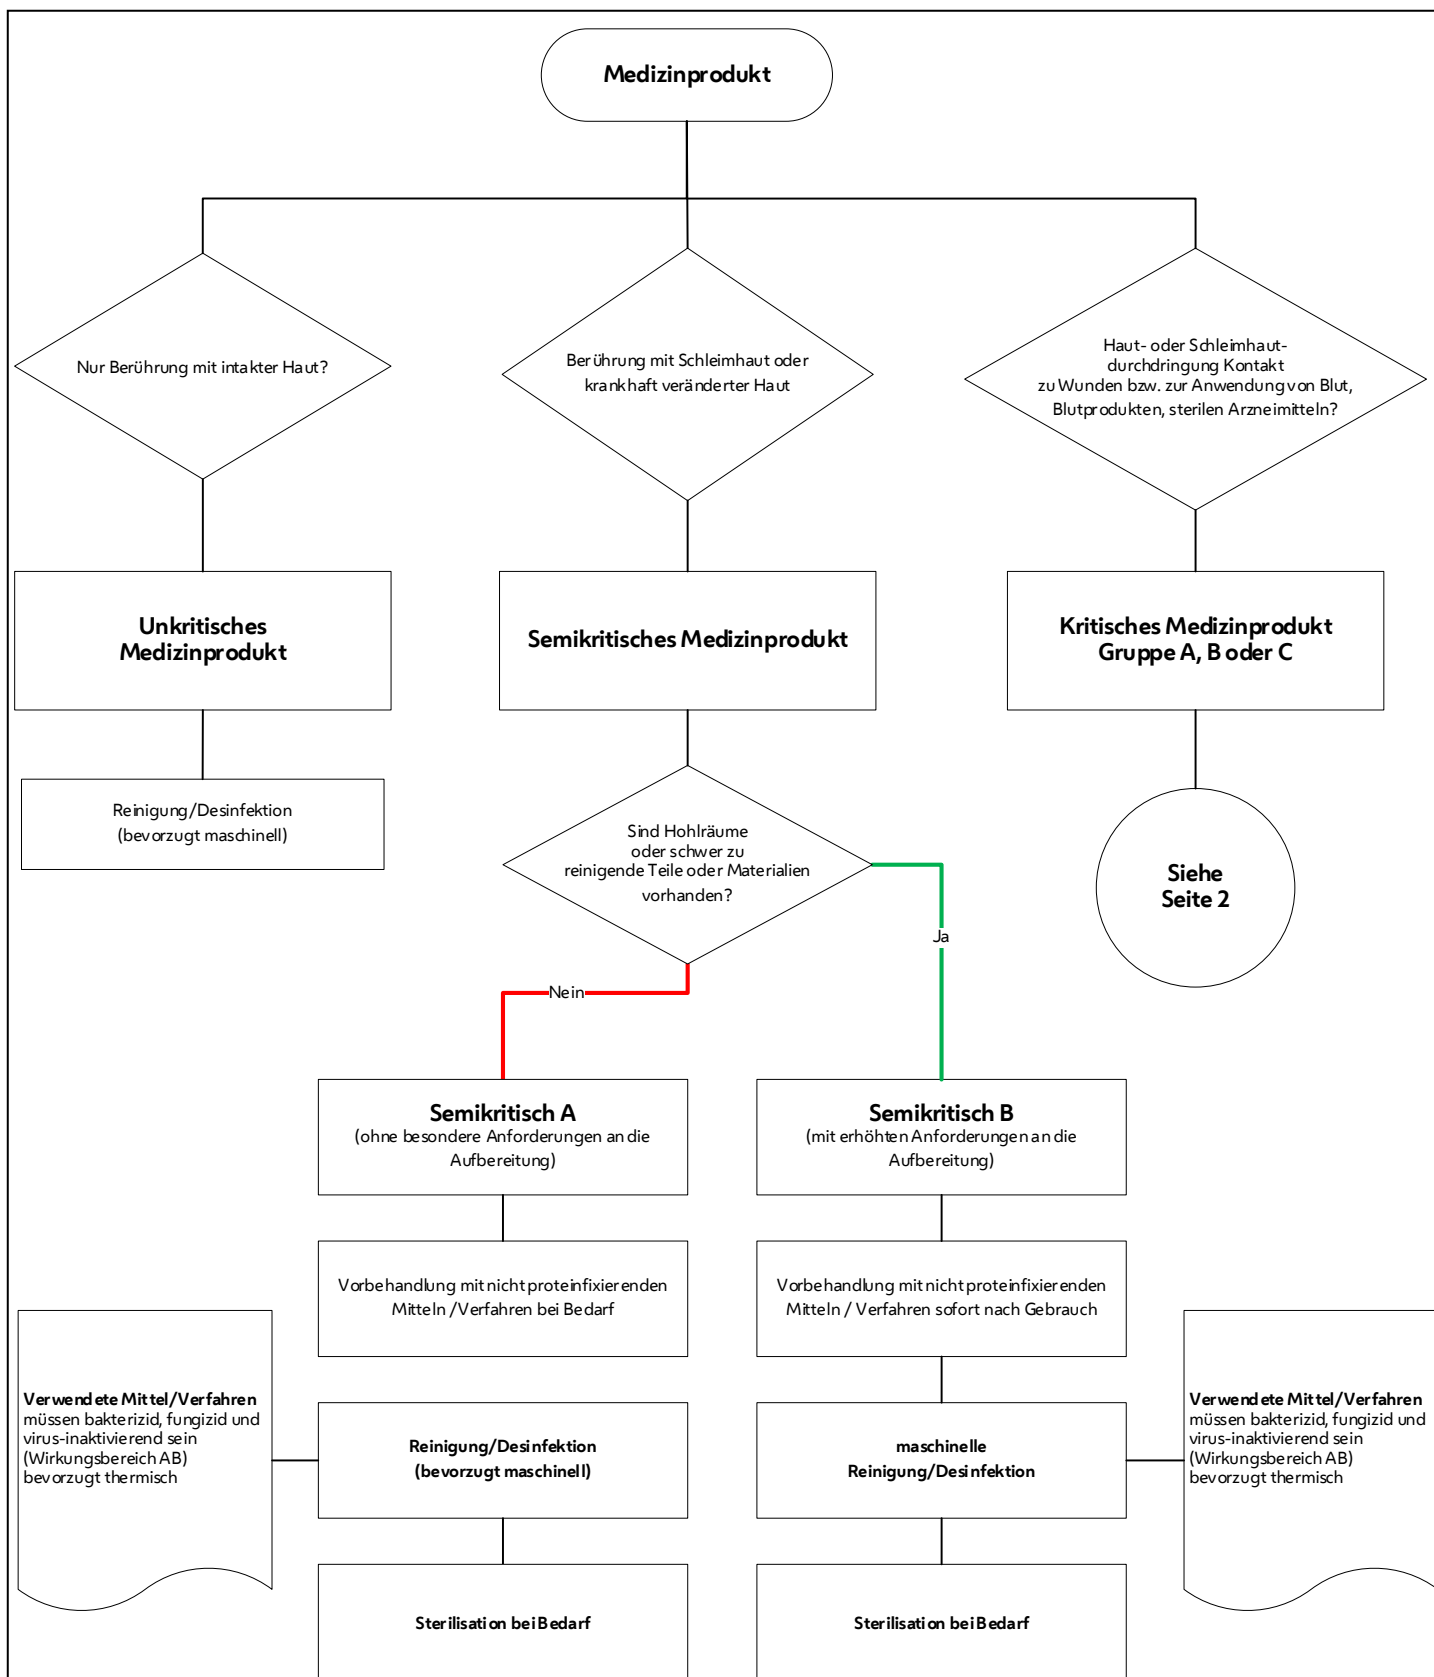 Medizinprodukt
Nur Berührung mit intakter Haut?
Berührung mit Schleimhaut oder
krankhaft veränderter Haut
Haut- oder Schleimhaut-
durchdringung Kontakt
zu Wunden bzw. zur Anwendung von Blut,
Blutprodukten, sterilen Arzneimitteln?
Unkritisches
Medizinprodukt
Semikritisches Medizinprodukt
Kritisches Medizinprodukt
Gruppe A, B oder C
Reinigung/Desinfektion
(bevorzugt maschinell)
Sind Hohlräume
oder schwer zu
reinigende Teile oder Materialien
vorhanden?
Siehe
Seite 2
Ja
Nein
Semikritisch A
(ohne besondere Anforderungen an die
Aufbereitung)
Semikritisch B
(mit erhöhten Anforderungen an die
Aufbereitung)
Vorbehandlung mit nicht proteinfixierenden
Mitteln /Verfahren bei Bedarf
Vorbehandlung mit nicht proteinfixierenden
Mitteln / Verfahren sofort nach Gebrauch
Verwendete Mittel/Verfahren
müssen bakterizid, fungizid und
virus-inaktivierend sein
(Wirkungsbereich AB)
bevorzugt thermisch
Reinigung/Desinfektion
(bevorzugt maschinell)
maschinelle
Reinigung/Desinfektion
Verwendete Mittel/Verfahren
müssen bakterizid, fungizid und
virus-inaktivierend sein
(Wirkungsbereich AB)
bevorzugt thermisch
Sterilisation bei Bedarf
Sterilisation bei Bedarf